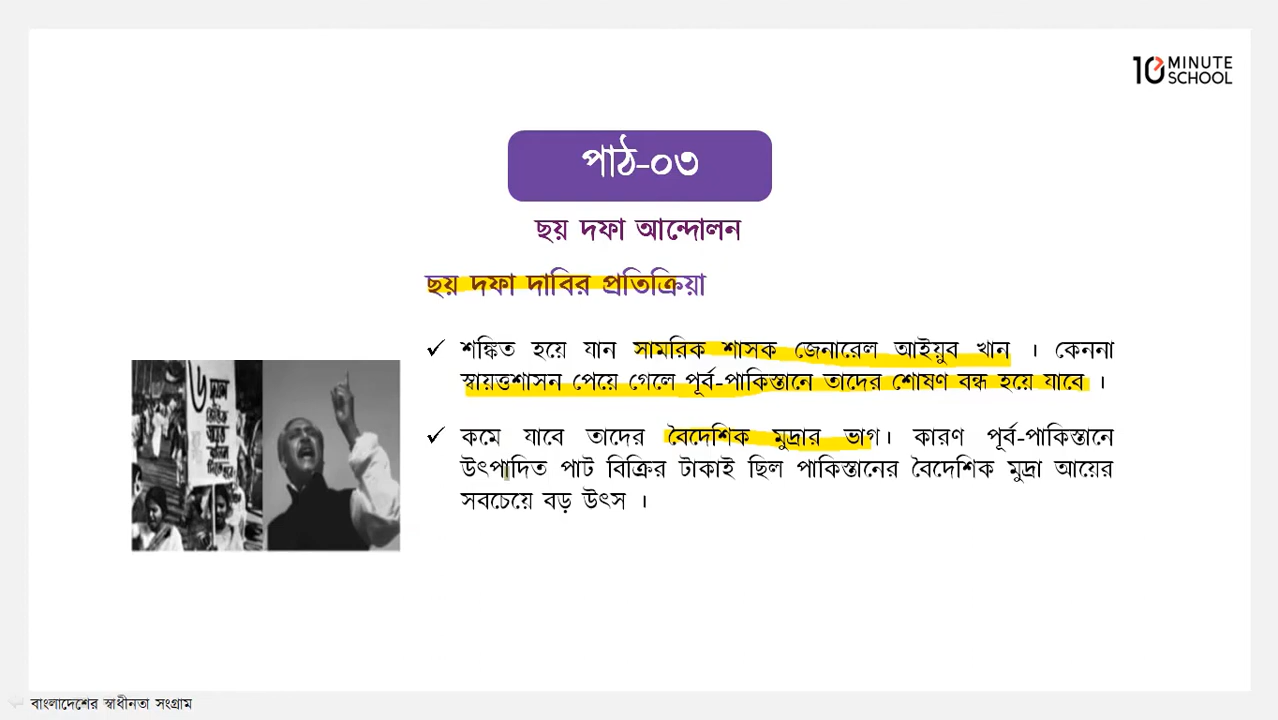 10 MINUTE
SCHOOL
পাঠ-০৩
ছয় দফা আন্দোলন
ছয় দফা দাবির প্রতিক্রিয়া
✓ শঙ্কিত হয়ে যান সামরিক শাসক জেনারেল আইয়ুব খান । কেননা
স্বায়ত্তশাসন পেয়ে গেলে পূর্ব-পাকিস্তানে তাদের শোষণ বন্ধ হয়ে যাবে ।
✓ কমে যাবে তাদের বৈদেশিক মুদ্রার ভাগ। কারণ পূর্ব-পাকিস্তানে
উৎপাদিত পাট বিক্রির টাকাই ছিল পাকিস্তানের বৈদেশিক মুদ্রা আয়ের
সবচেয়ে বড় উৎস ।
৬
বাংলাদেশের স্বাধীনতা সংগ্রাম